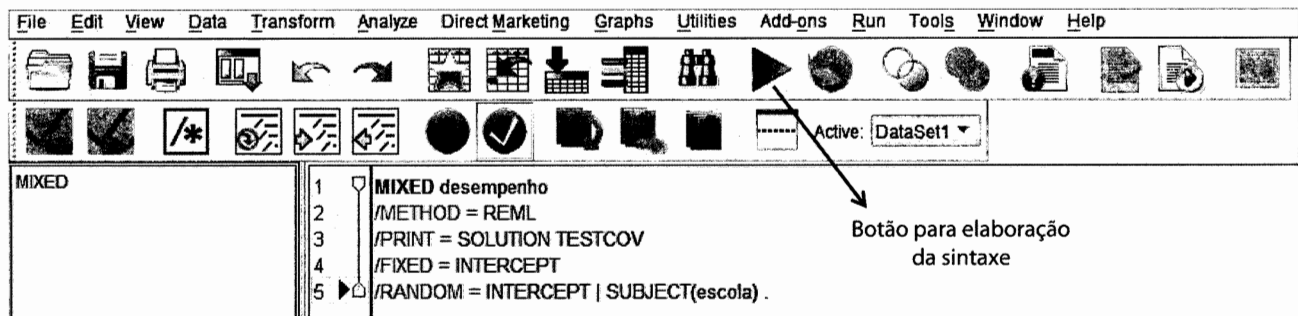 File Edit View Data Transform Analyze Direct Marketing Graphs Utilities Add-ons Run Tools Window Help
/*
Active: DataSet1
MIXED
1 MIXED desempenho
2 /METHOD = REML
3 /PRINT = SOLUTION TESTCOV
4 /FIXED = INTERCEPT
5 /RANDOM = INTERCEPT | SUBJECT(escola) .
Botão para elaboração
da sintaxe